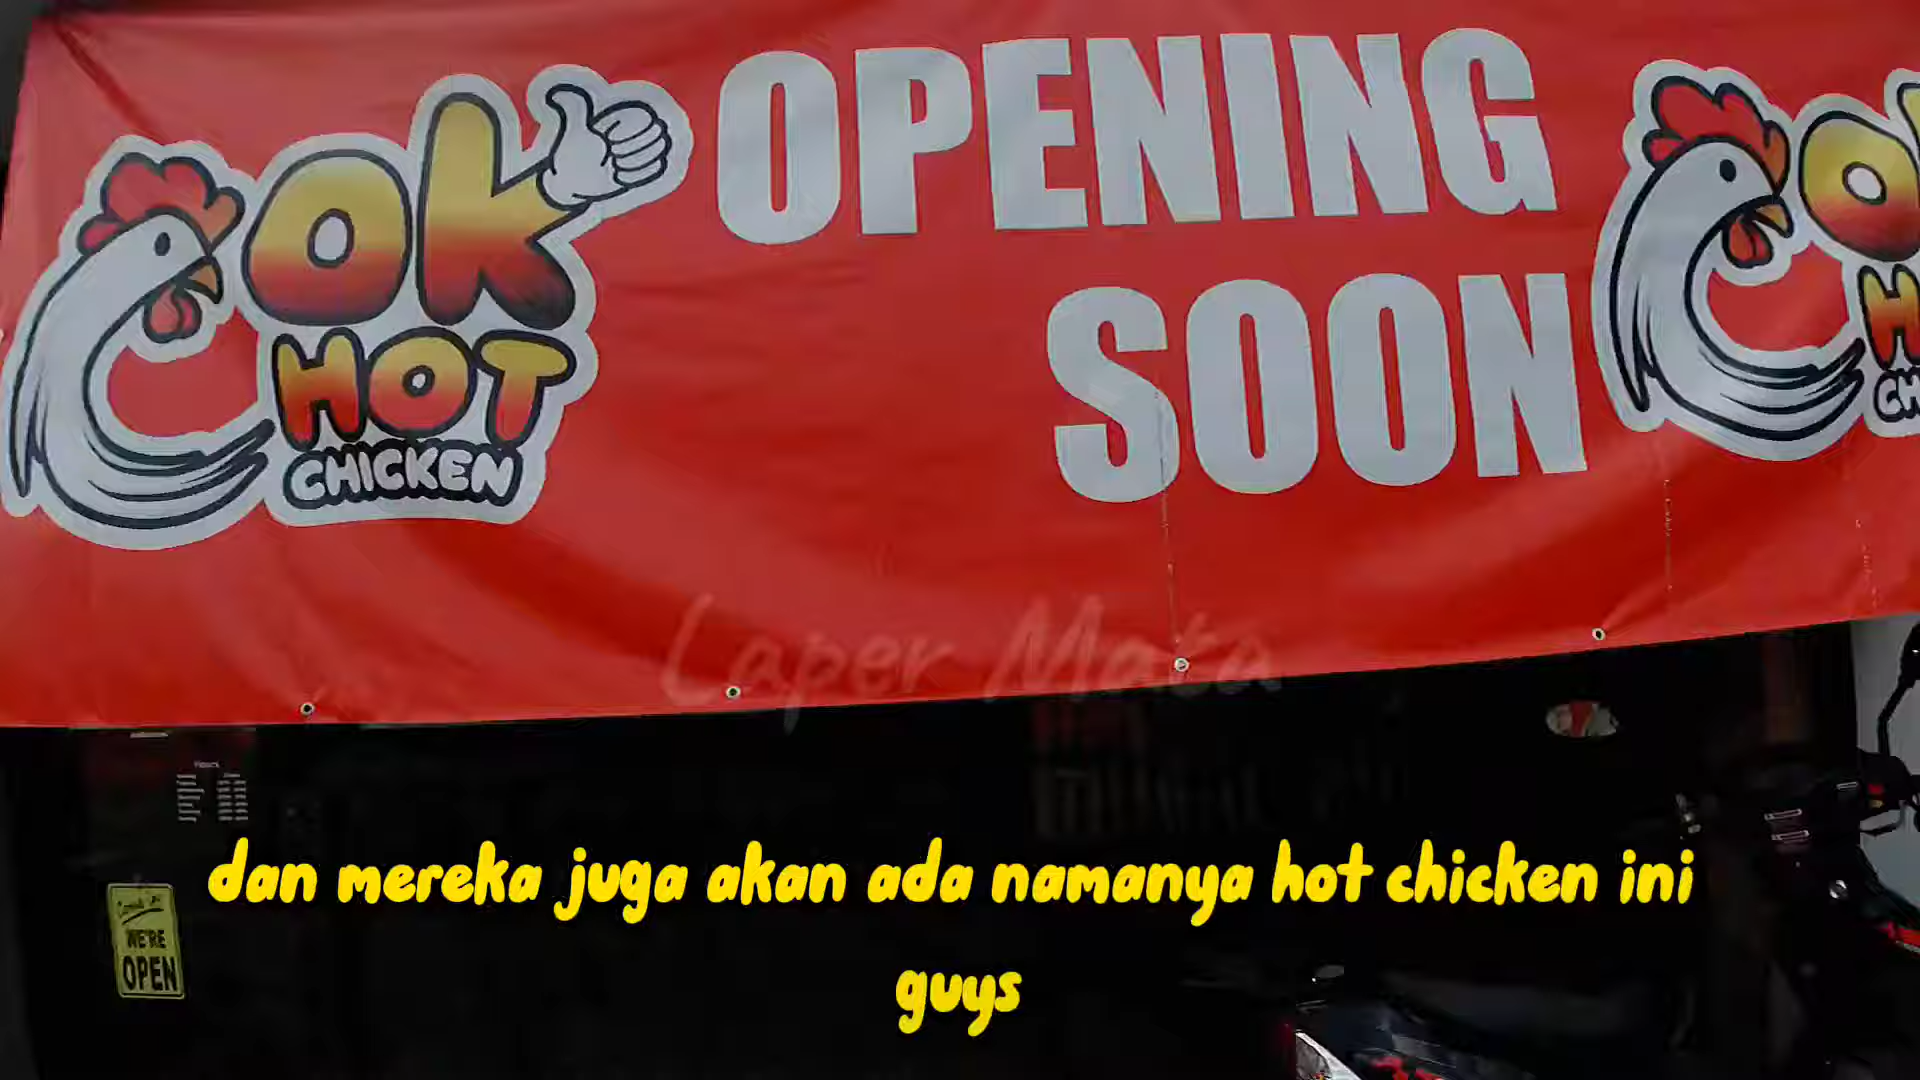 OK
HOT
CHICKEN
OPENING
SOON
O
H
CH
Laper Mata
WE'RE
OPEN
dan mereka juga akan ada namanya hot chicken ini
guys